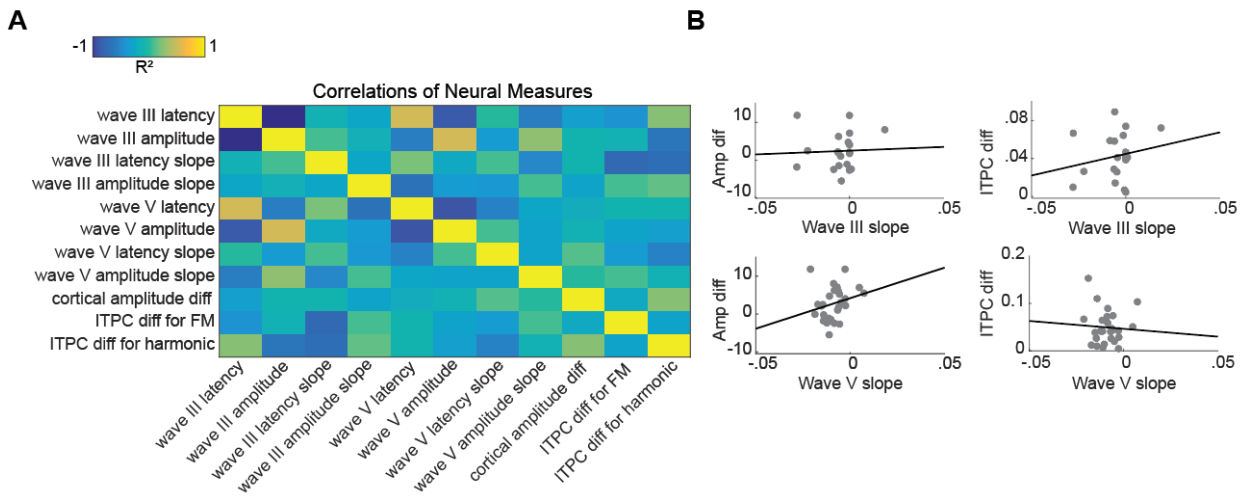 A
-1
1
R²
Correlations of Neural Measures
wave III latency
wave III amplitude
wave III latency slope
wave III amplitude slope
wave V latency
wave V amplitude
wave V latency slope
wave V amplitude slope
cortical amplitude diff
ITPC diff for FM
ITPC diff for harmonic
wave III latency
wave III amplitude
wave III latency slope
wave III amplitude slope
wave V latency
wave V amplitude
wave V latency slope
wave V amplitude slope
cortical amplitude diff
ITPC diff for FM
ITPC diff for harmonic
B
Amp dif
10
0
-10
-.05 0 .05
Wave III slope
ITPC diff
.08
.04
0
-.05 0 .05
Wave III slope
Amp diff
10
0
-10
-.05 0 .05
Wave V slope
ITPC diff
0.2
0.1
0
-0.05 0 .05
Wave V slope